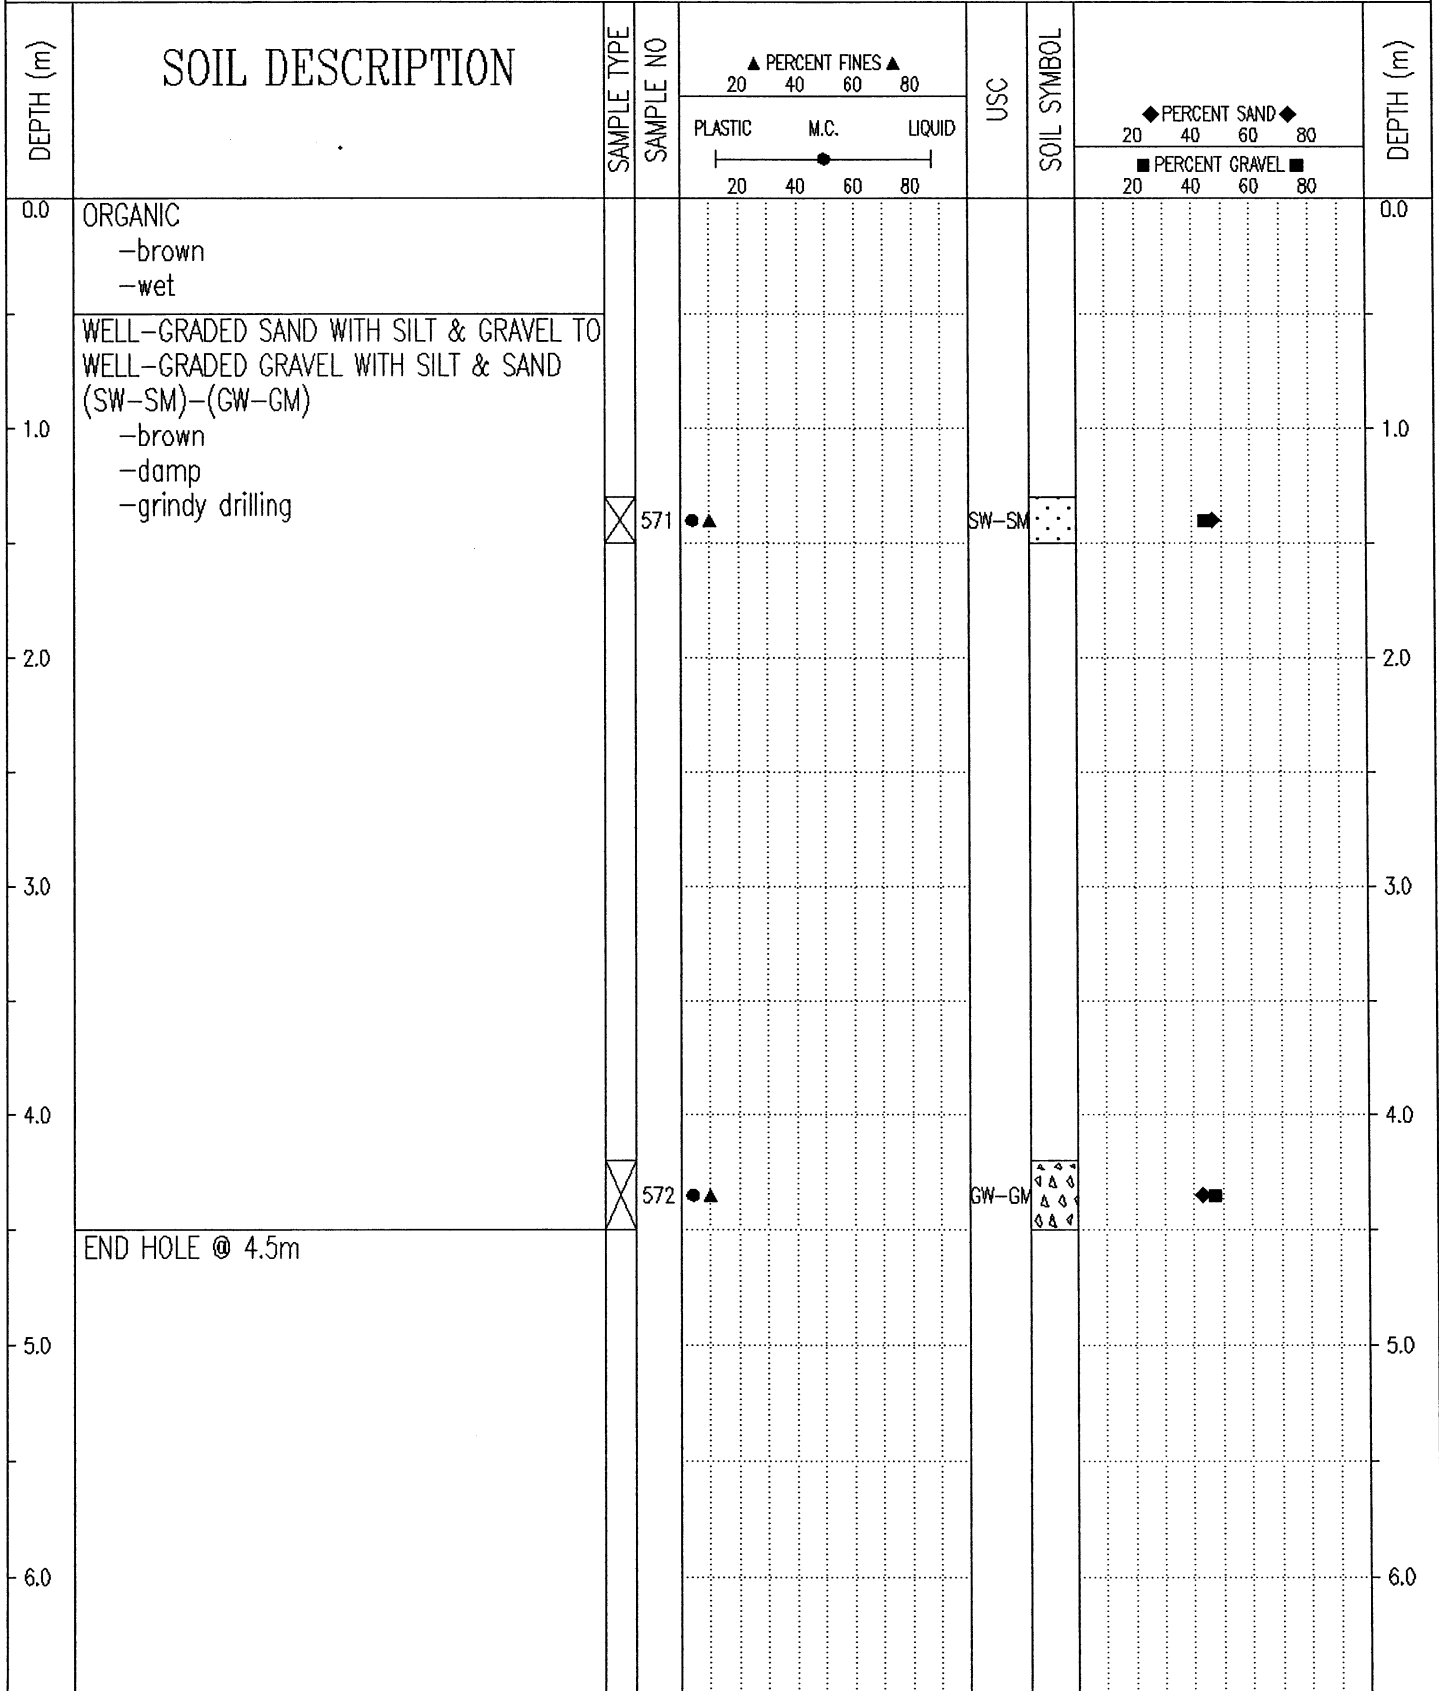 DEPTH (m)
SOIL DESCRIPTION
SAMPLE TYPE
SAMPLE NO
▲ PERCENT FINES ▲
20 40 60 80
PLASTIC M.C. LIQUID
20 40 60 80
USC
SOIL SYMBOL
◆ PERCENT SAND ◆
20 40 60 80
■ PERCENT GRAVEL ■
20 40 60 80
DEPTH (m)
0.0 ORGANIC 0.0
-brown
-wet
WELL-GRADED SAND WITH SILT & GRAVEL TO
WELL-GRADED GRAVEL WITH SILT & SAND
(SW-SM)-(GW-GM)
1.0 -brown 1.0
-damp
-grindy drilling
571 SW-SM
2.0 2.0
3.0 3.0
4.0 4.0
572 GW-GM
END HOLE @ 4.5m
5.0 5.0
6.0 6.0